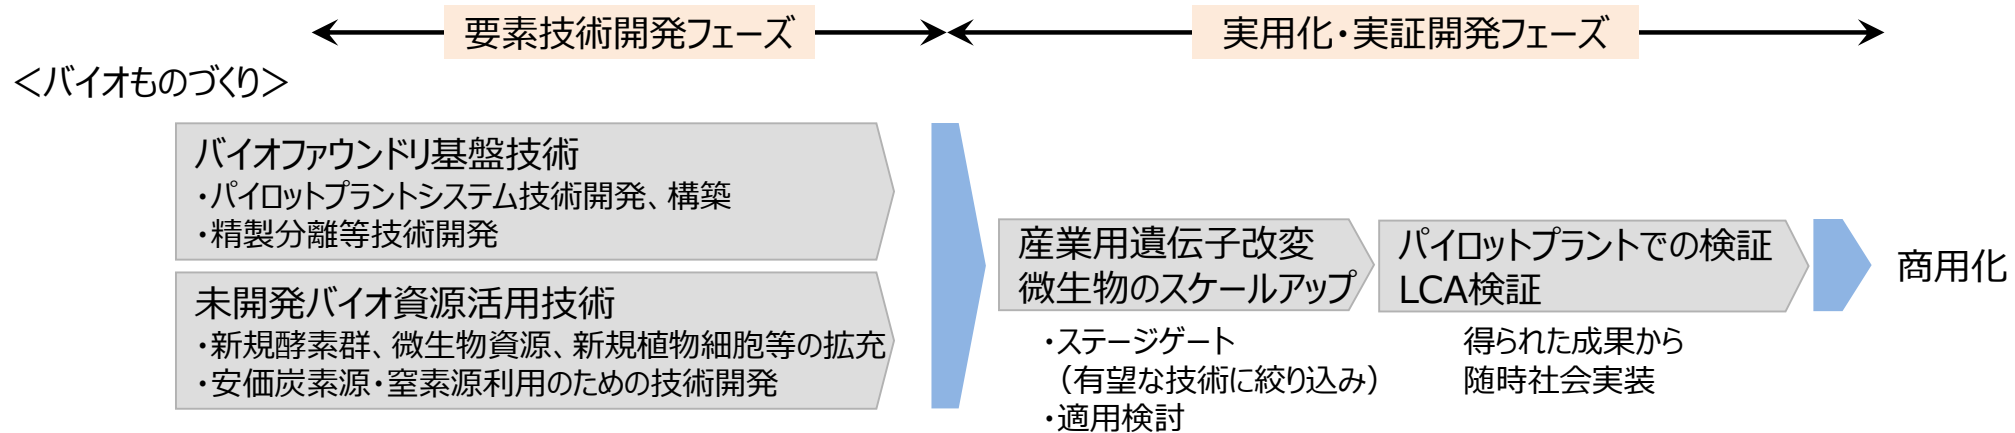 要素技術開発フェーズ
実用化・実証開発フェーズ
＜バイオものづくり＞
バイオファウンドリ基盤技術
・パイロットプラントシステム技術開発、構築
・精製分離等技術開発
未開発バイオ資源活用技術
・新規酵素群、微生物資源、新規植物細胞等の拡充
・安価炭素源・窒素源利用のための技術開発
産業用遺伝子改変
微生物のスケールアップ
・ステージゲート
（有望な技術に絞り込み）
・適用検討
パイロットプラントでの検証
LCA検証
得られた成果から
随時社会実装
商用化